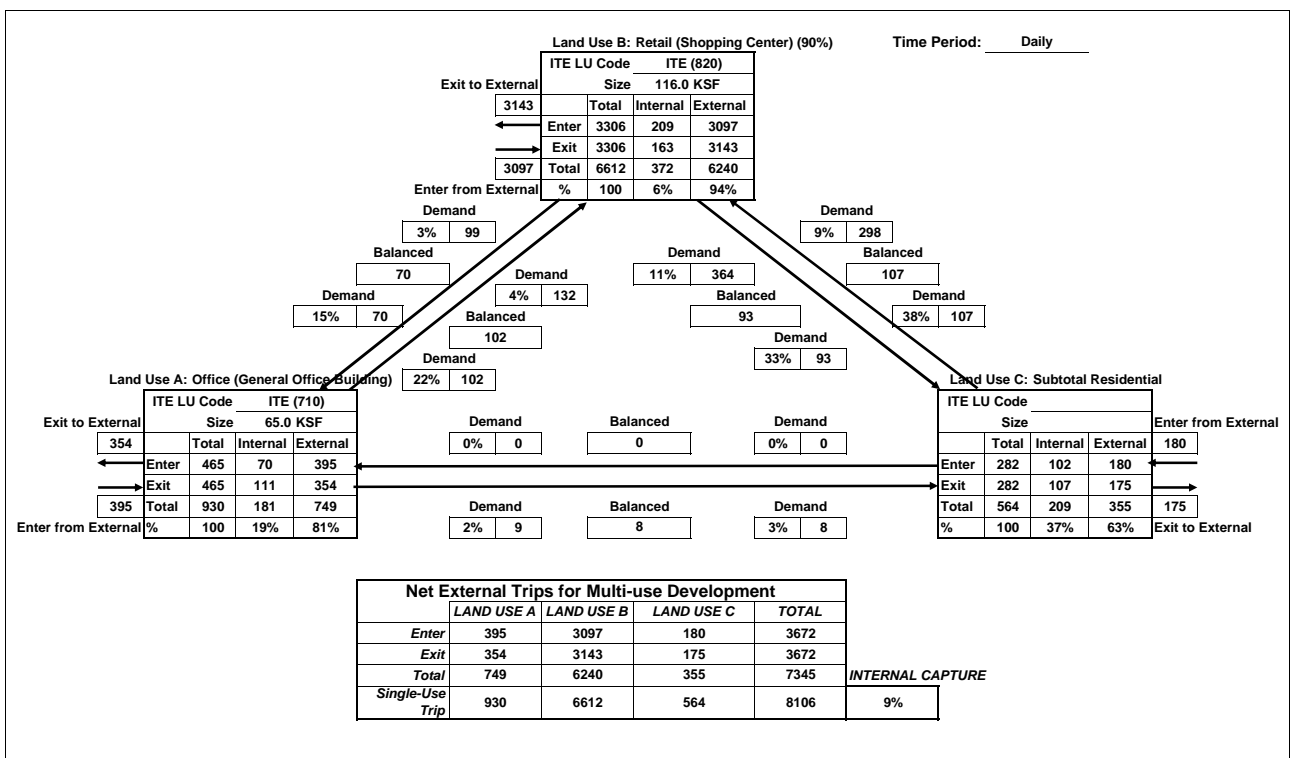 Land Use B: Retail (Shopping Center) (90%)
Time Period: Daily
ITE LU Code ITE (820)
Exit to External Size 116.0 KSF
3143 Total Internal External
Enter 3306 209 3097
Exit 3306 163 3143
3097 Total 6612 372 6240
Enter from External % 100 6% 94%
Demand Demand
3% 99 9% 298
Balanced Demand Balanced
70 Demand 11% 364 107
Demand 4% 132 Balanced Demand
15% 70 Balanced 93 38% 107
102 Demand
Demand 33% 93
Land Use A: Office (General Office Building) 22% 102 Land Use C: Subtotal Residential
ITE LU Code ITE (710) ITE LU Code
Exit to External Size 65.0 KSF Demand Balanced Demand Size Enter from External
354 Total Internal External 0% 0 0 0% 0 Total Internal External 180
Enter 465 70 395 Enter 282 102 180
Exit 465 111 354 Exit 282 107 175
395 Total 930 181 749 Demand Balanced Demand Total 564 209 355 175
Enter from External % 100 19% 81% 2% 9 8 3% 8 % 100 37% 63% Exit to External
Net External Trips for Multi-use Development
LAND USE A LAND USE B LAND USE C TOTAL
Enter 395 3097 180 3672
Exit 354 3143 175 3672
Total 749 6240 355 7345 INTERNAL CAPTURE
Single-Use
Trip 930 6612 564 8106 9%